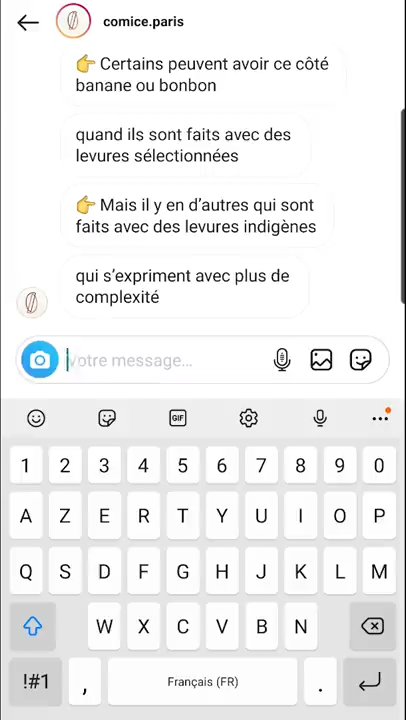 comice.paris
👉 Certains peuvent avoir ce côté
banane ou bonbon
quand ils sont faits avec des
levures sélectionnées
👉 Mais il y en d’autres qui sont
faits avec des levures indigènes
qui s’expriment avec plus de
complexité
Votre message...
GIF
1 2 3 4 5 6 7 8 9 0
A Z E R T Y U I O P
Q S D F G H J K L M
W X C V B N
!#1 , Français (FR) .